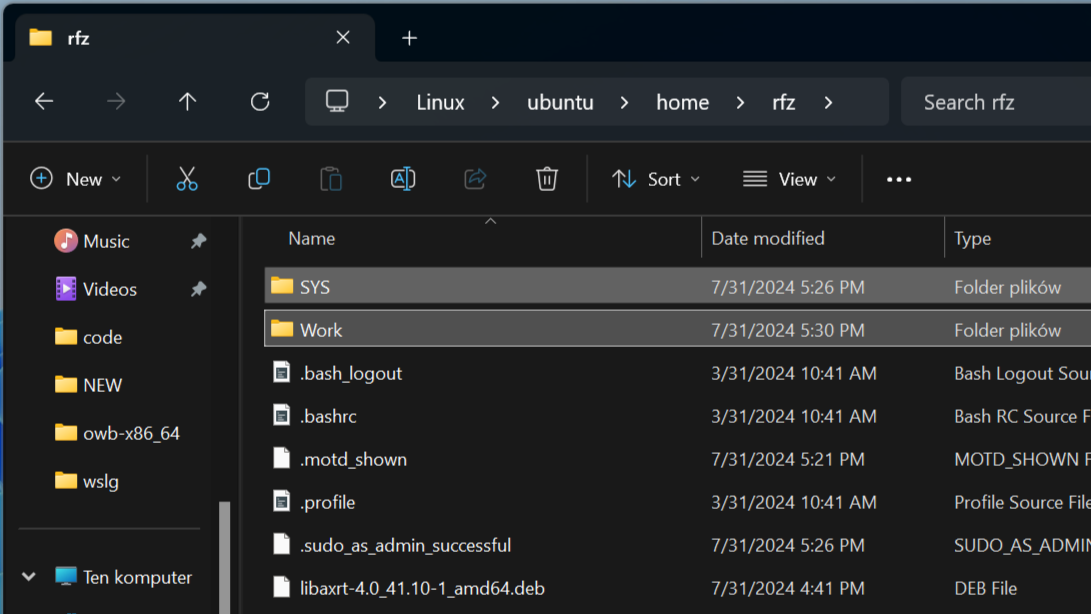 rfz
Linux > ubuntu > home > rfz >
Search rfz
New
Sort
View
Music
Videos
code
NEW
owb-x86_64
wslg
Ten komputer
Name Date modified Type
SYS 7/31/2024 5:26 PM Folder plików
Work 7/31/2024 5:30 PM Folder plików
.bash_logout 3/31/2024 10:41 AM Bash Logout Sou
.bashrc 3/31/2024 10:41 AM Bash RC Source F
.motd_shown 7/31/2024 5:21 PM MOTD_SHOWN F
.profile 3/31/2024 10:41 AM Profile Source File
.sudo_as_admin_successful 7/31/2024 5:26 PM SUDO_AS_ADMIN
libaxrt-4.0_41.10-1_amd64.deb 7/31/2024 4:41 PM DEB File